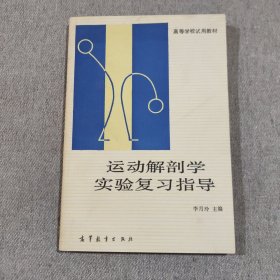 高等学校试用教材
运动解剖学
实验复习指导
李月玲 主编
高等教育出版社